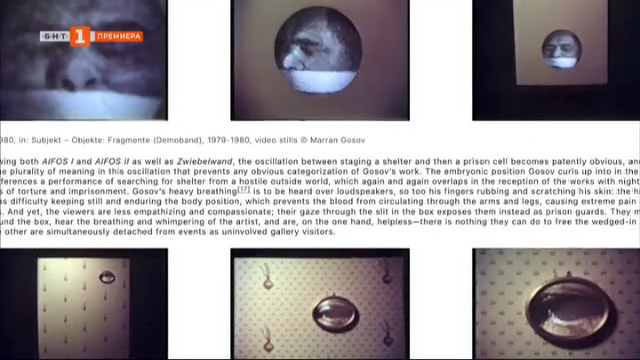 БНТ 1 ПРЕМИЕРА
980, in: Subjekt – Objekte: Fragmente (Demoband), 1979-1980, video stills © Marran Gosov
wing both AIFOS I and AIFOS II as well as Zwiebelwand, the oscillation between staging a shelter and then a prison cell becomes patently obvious, and
e plurality of meaning in this oscillation that prevents any obvious categorization of Gosov's work. The embryonic position Gosov curls up into in the
ferences a performance of searching for shelter from a hostile outside world, which again and again overlaps in the reception of the works with night
s of torture and imprisonment. Gosov's heavy breathing[17] is to be heard over loudspeakers, so too his fingers rubbing and scratching his skin: the h
as difficulty keeping still and enduring the body position, which prevents the blood from circulating through the arms and legs, causing extreme pain
. And yet, the viewers are less empathizing and compassionate; their gaze through the slit in the box exposes them instead as prison guards. They m
und the box, hear the breathing and whimpering of the artist, and are, on the one hand, helpless—there is nothing they can do to free the wedged-in
e other are simultaneously detached from events as uninvolved gallery visitors.